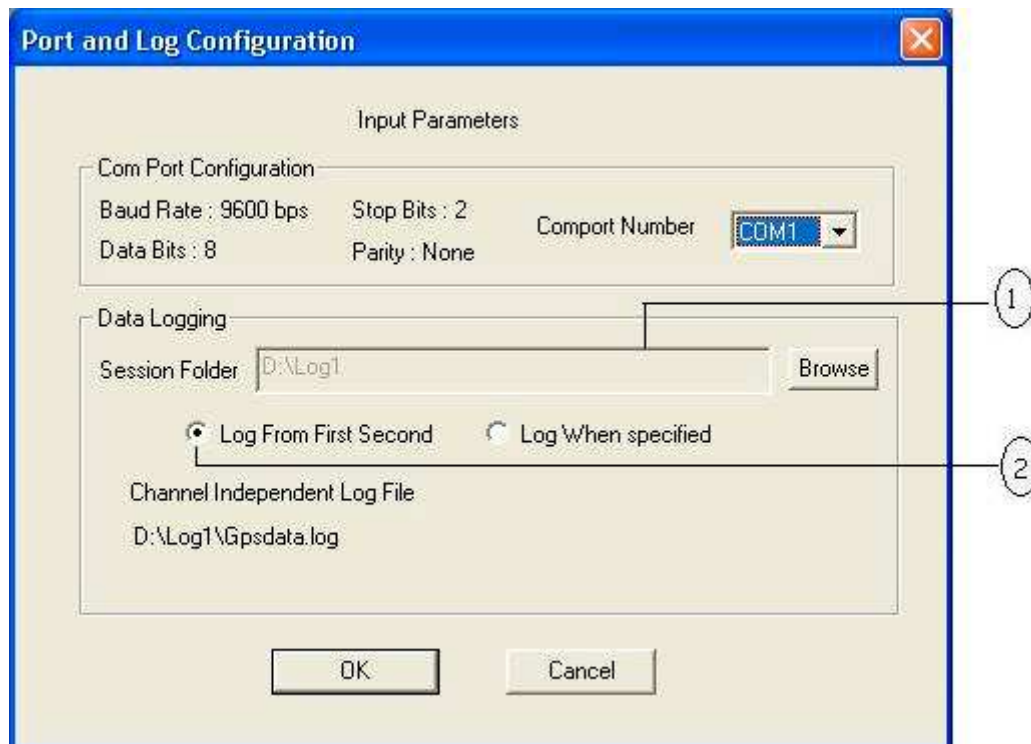 Port and Log Configuration
Input Parameters
Com Port Configuration
Baud Rate : 9600 bps
Stop Bits : 2
Comport Number
COM1
Data Bits : 8
Parity : None
1
Data Logging
Session Folder
D:\Log1
Browse
Log From First Second
Log When specified
2
Channel Independent Log File
D:\Log1\Gpsdata.log
OK
Cancel